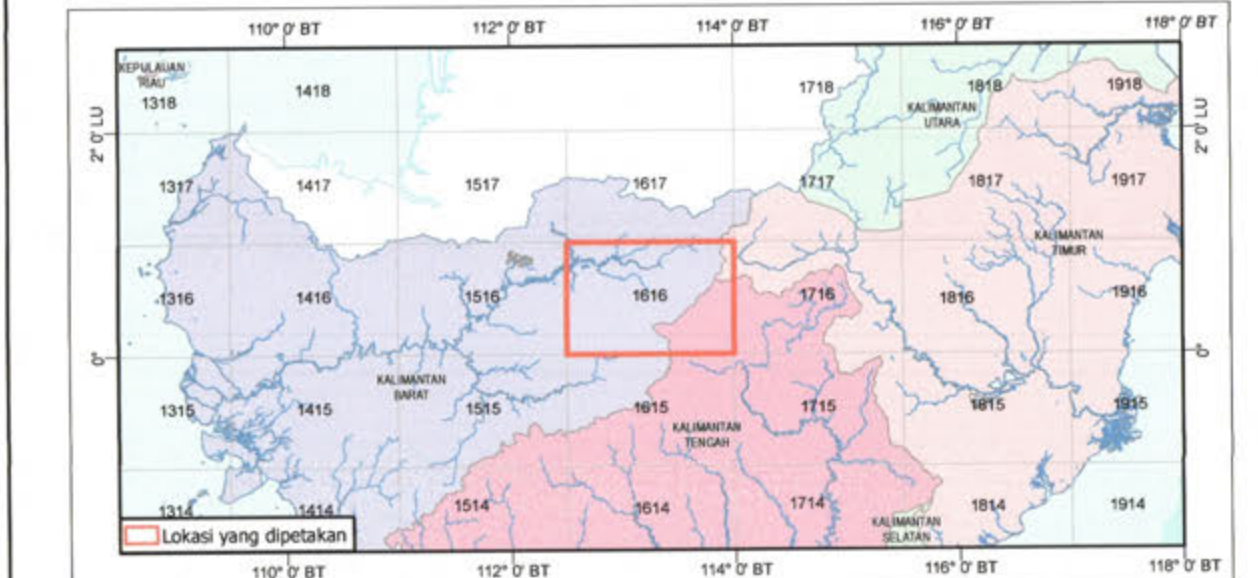 110° 0' BT 112° 0' BT 114° 0' BT 116° 0' BT 118° 0' BT
KEPULAUAN
RIAU
1318 1418 1718 1818 1918
KALIMANTAN
UTARA
2° 0' LU 2° 0' LU
1317 1417 1517 1617 1717 1817 1917
KALIMANTAN
TIMUR
1316 1416 1516 1616 1716 1816 1916
0° 0°
KALIMANTAN
BARAT
1315 1415 1515 1615 1715 1815 1915
KALIMANTAN
TENGAH
1314 1414 1514 1614 1714 1814 1914
KALIMANTAN
SELATAN
Lokasi yang dipetakan
110° 0' BT 112° 0' BT 114° 0' BT 116° 0' BT 118° 0' BT